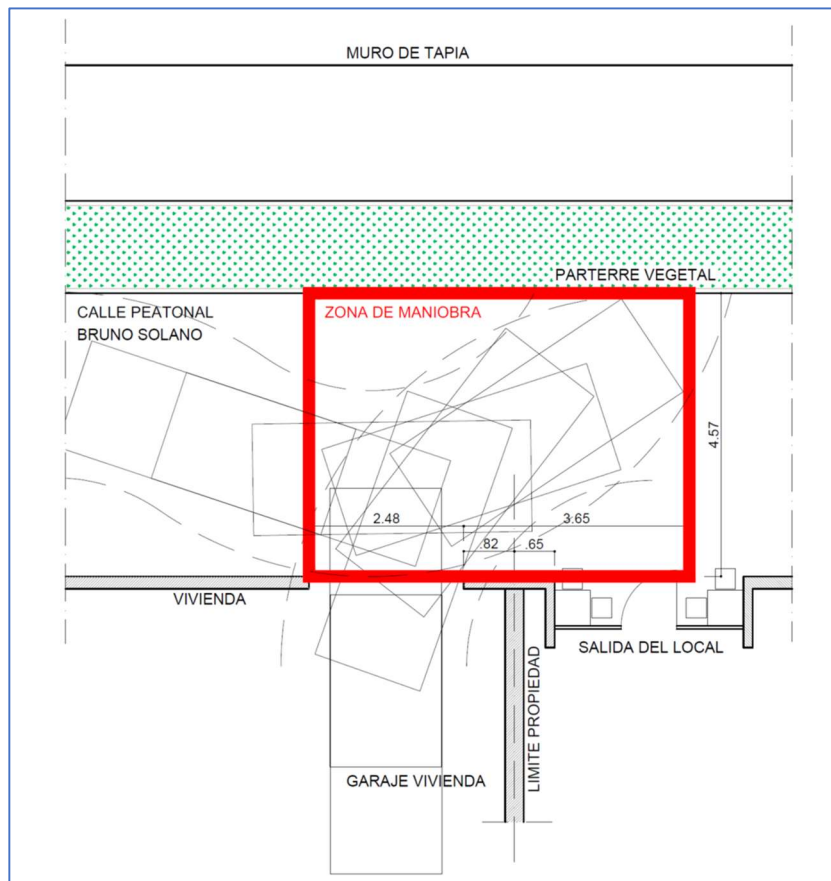 MURO DE TAPIA
PARTERRE VEGETAL
CALLE PEATONAL
BRUNO SOLANO
ZONA DE MANIOBRA
4.57
2.48
3.65
.82
.65
VIVIENDA
SALIDA DEL LOCAL
LIMITE PROPIEDAD
GARAJE VIVIENDA